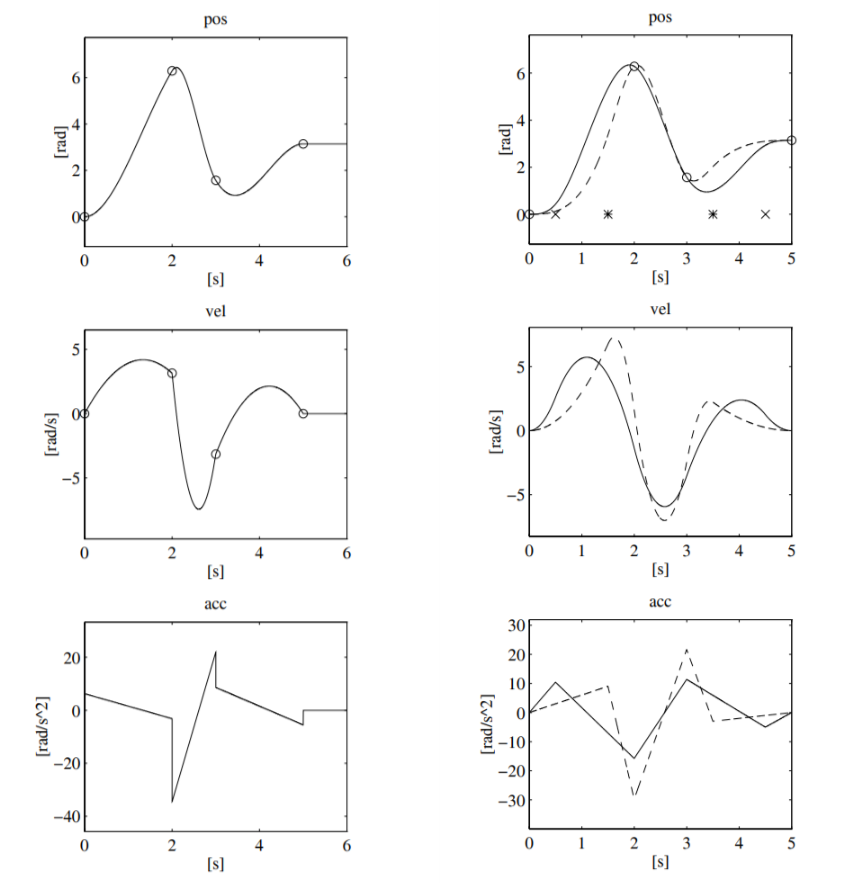 pos
6
4
2
0
[rad]
0 2 4 6
[s]
pos
6
4
2
0
[rad]
0 1 2 3 4 5
[s]
vel
5
0
−5
[rad/s]
0 2 4 6
[s]
vel
5
0
−5
[rad/s]
0 1 2 3 4 5
[s]
acc
20
0
−20
−40
[rad/s^2]
0 2 4 6
[s]
acc
30
20
10
0
−10
−20
−30
[rad/s^2]
0 1 2 3 4 5
[s]